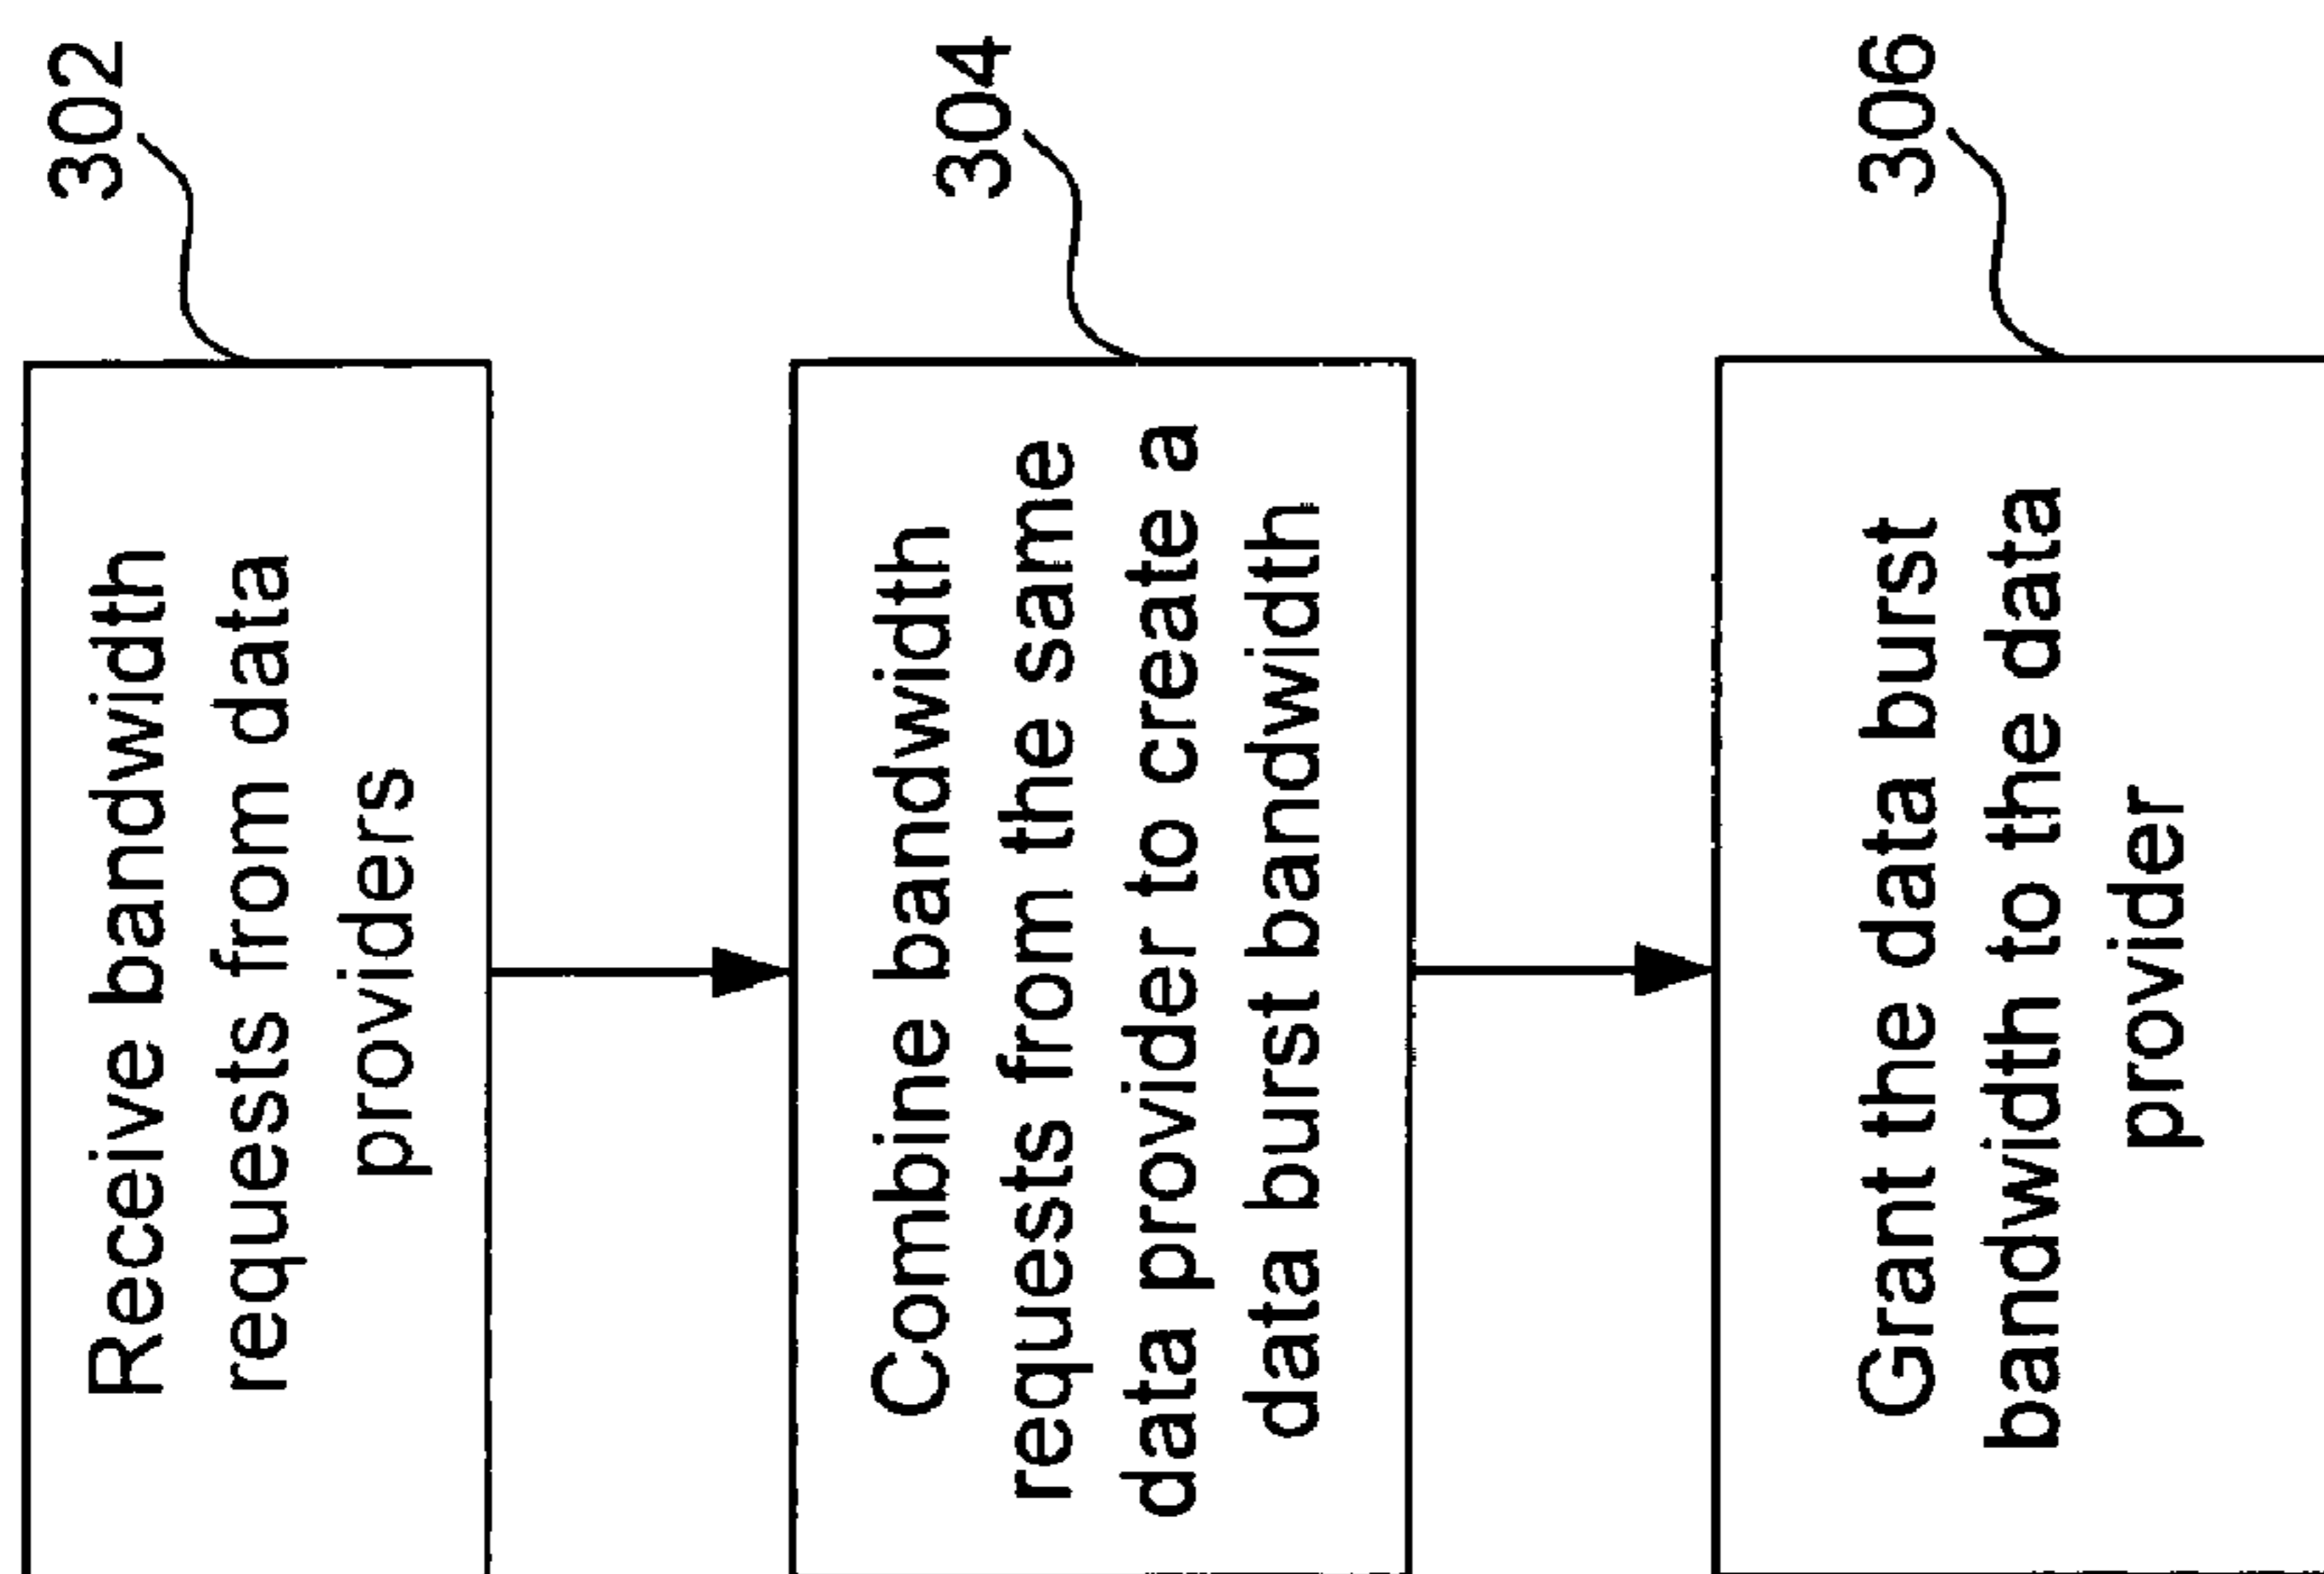 302
Receive bandwidth
requests from data
providers
304
Combine bandwidth
requests from the same
data provider to create a
data burst bandwidth
306
Grant the data burst
bandwidth to the data
provider